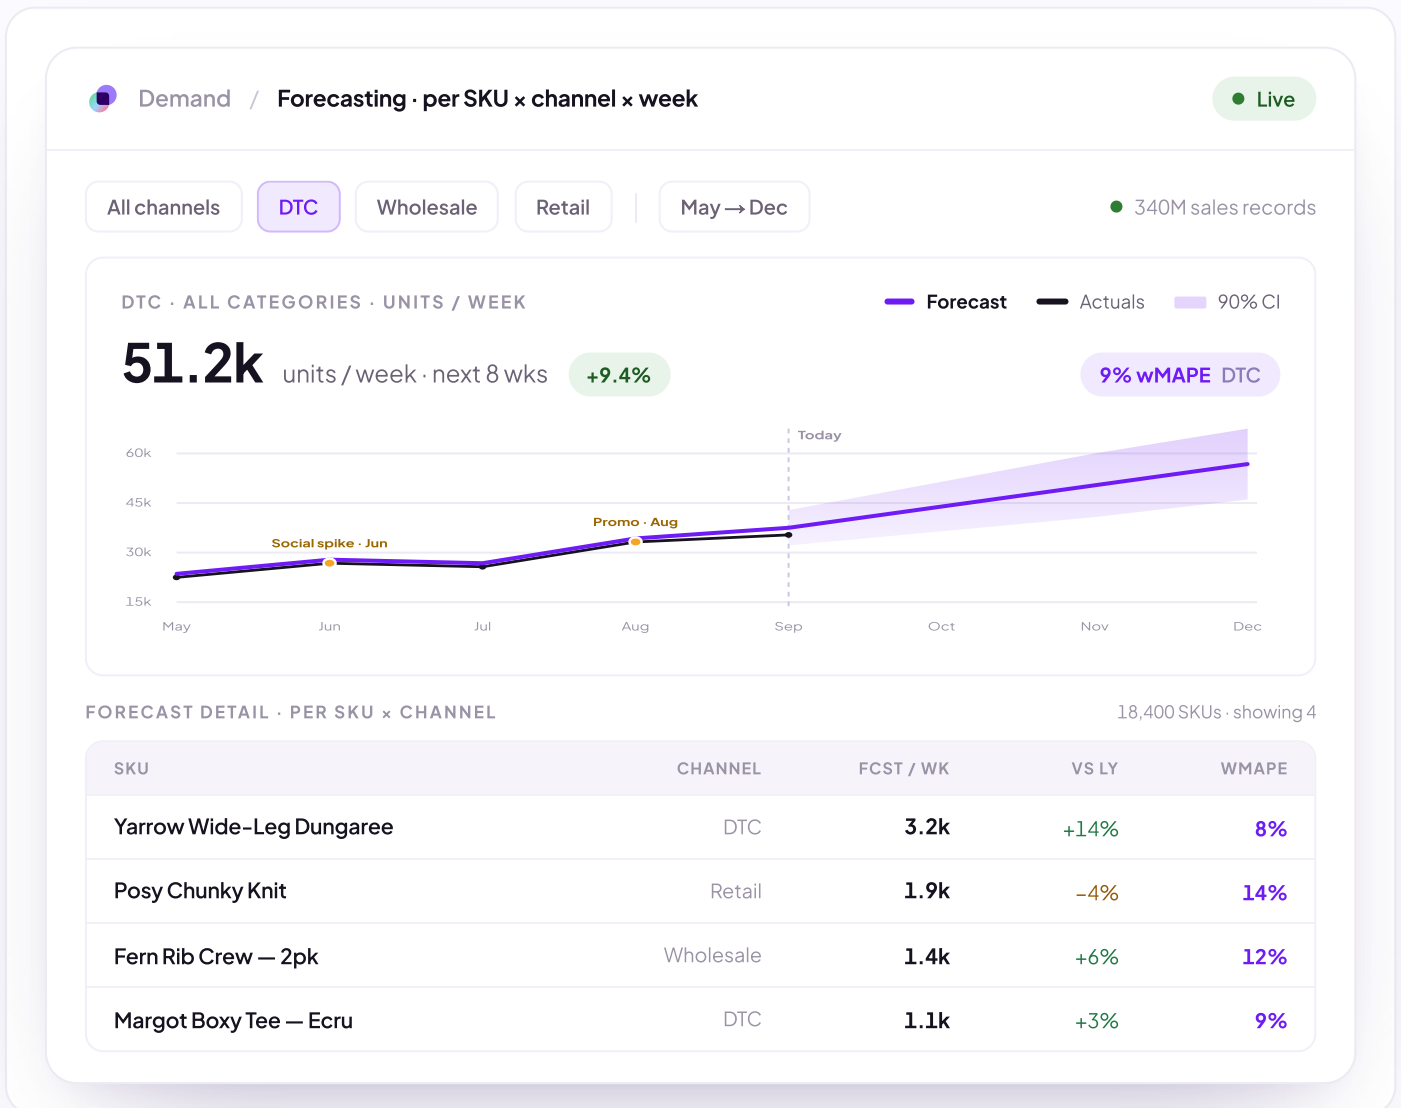 Demand / Forecasting · per SKU × channel × week
Live
All channels
DTC
Wholesale
Retail
May → Dec
340M sales records
DTC · ALL CATEGORIES · UNITS / WEEK
Forecast
Actuals
90% CI
51.2k units / week · next 8 wks
+9.4%
9% wMAPE DTC
Today
60k
45k
Promo · Aug
Social spike · Jun
30k
15k
May Jun Jul Aug Sep Oct Nov Dec
FORECAST DETAIL · PER SKU × CHANNEL
18,400 SKUs · showing 4
SKU CHANNEL FCST / WK VS LY WMAPE
Yarrow Wide-Leg Dungaree DTC 3.2k +14% 8%
Posy Chunky Knit Retail 1.9k −4% 14%
Fern Rib Crew — 2pk Wholesale 1.4k +6% 12%
Margot Boxy Tee — Ecru DTC 1.1k +3% 9%